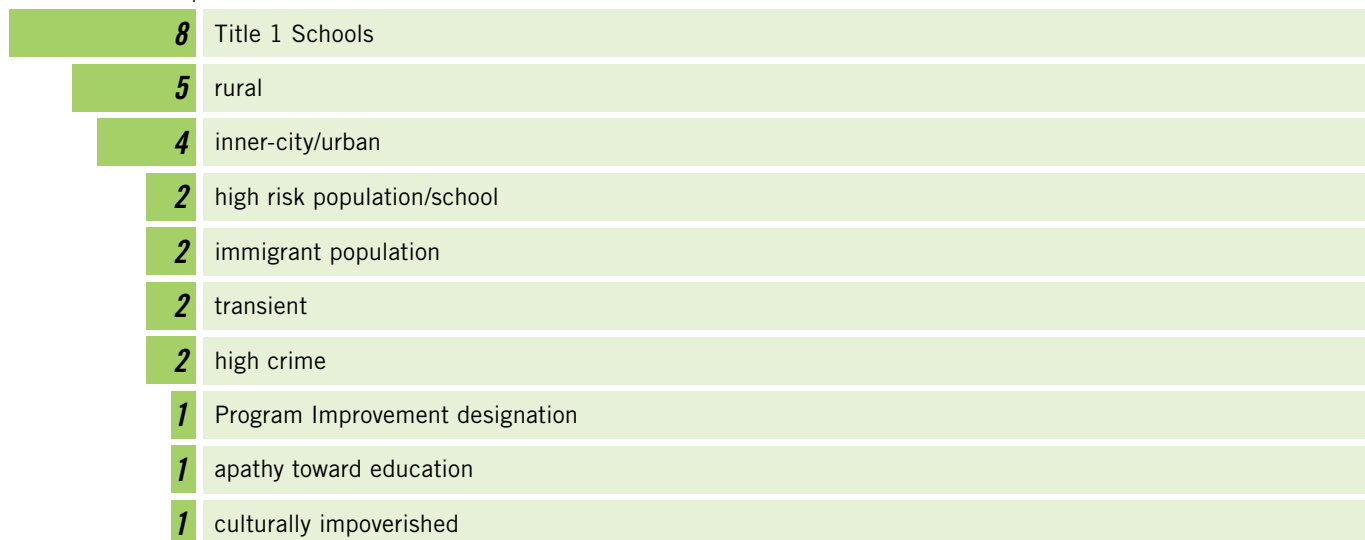 8 Title 1 Schools
5 rural
4 inner-city/urban
2 high risk population/school
2 immigrant population
2 transient
2 high crime
1 Program Improvement designation
1 apathy toward education
1 culturally impoverished